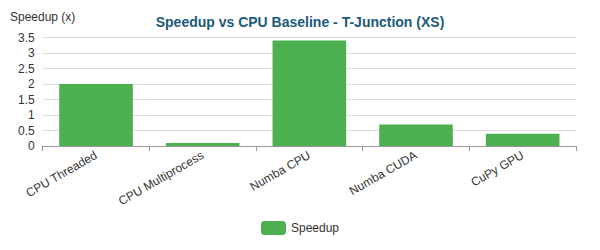 Speedup (x)
Speedup vs CPU Baseline - T-Junction (XS)
3.5
3
2.5
2
1.5
1
0.5
0
CPU Threaded
CPU Multiprocess
Numba CPU
Numba CUDA
CuPy GPU
Speedup